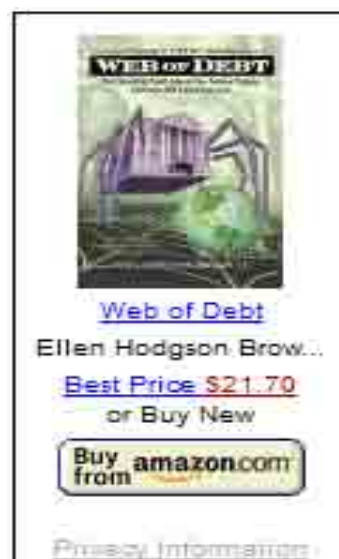 WEB OF DEBT
Web of Debt
Ellen Hodgson Brow...
Best Price $21.70
or Buy New
Buy from amazon.com
Privacy Information